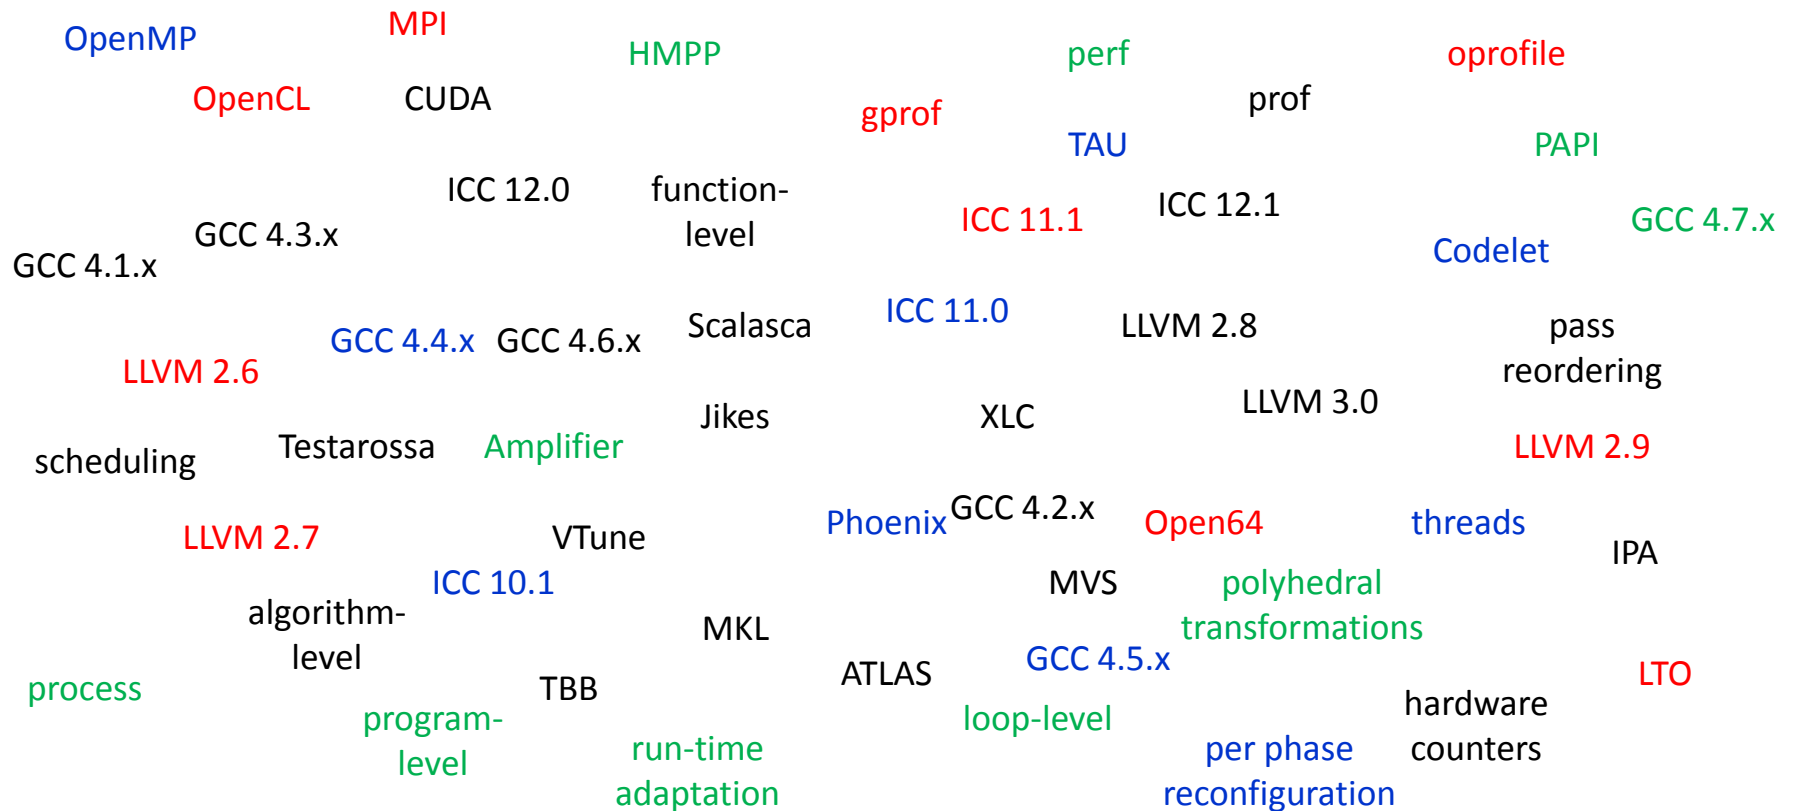 MPI
OpenMP
HMPP
perf
oprofile
OpenCL
CUDA
prof
gprof
TAU
PAPI
ICC 12.0
function-
level
ICC 12.1
ICC 11.1
GCC 4.7.x
GCC 4.3.x
Codelet
GCC 4.1.x
ICC 11.0
Scalasca
LLVM 2.8
pass
reordering
GCC 4.4.x
GCC 4.6.x
LLVM 2.6
LLVM 3.0
Jikes
XLC
Testarossa
Amplifier
LLVM 2.9
scheduling
GCC 4.2.x
Phoenix
Open64
threads
LLVM 2.7
VTune
IPA
ICC 10.1
MVS
polyhedral
transformations
algorithm-
level
MKL
GCC 4.5.x
ATLAS
LTO
process
TBB
hardware
counters
program-
level
loop-level
run-time
adaptation
per phase
reconfiguration